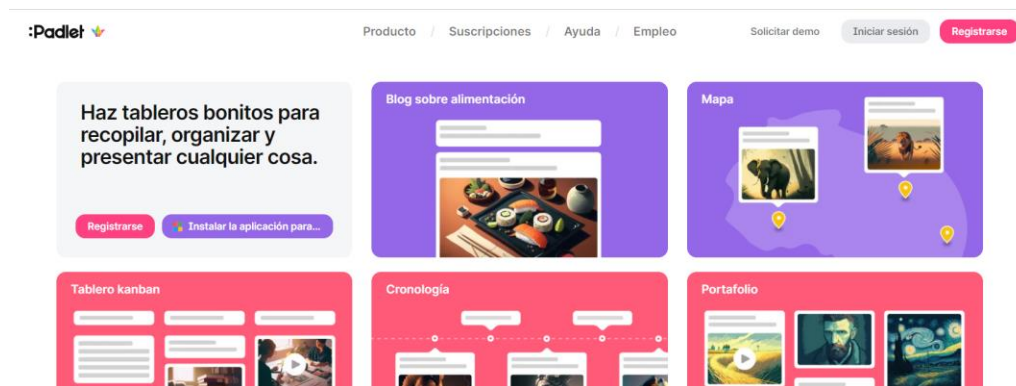 :Padlet
Producto / Suscripciones / Ayuda / Empleo
Solicitar demo
Iniciar sesión
Registrarse
Haz tableros bonitos para
recopilar, organizar y
presentar cualquier cosa.
Registrarse
Instalar la aplicación para...
Blog sobre alimentación
Mapa
Tablero kanban
Cronología
Portafolio